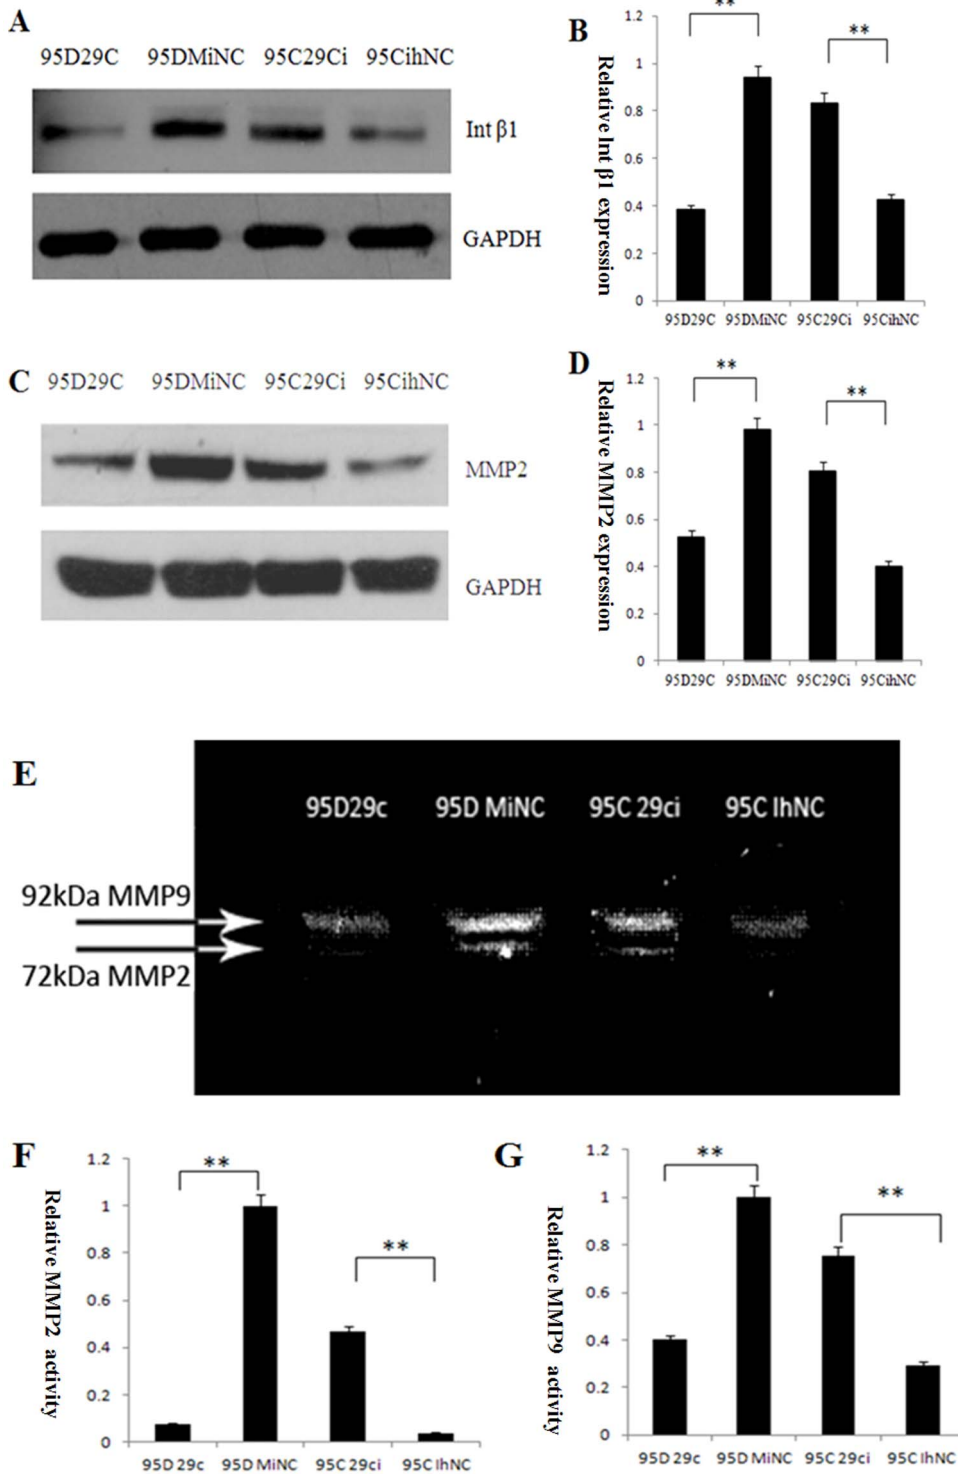 A
95D29C 95DMiNC 95C29Ci 95CihNC
Int β1
GAPDH
B
Relative Int β1 expression
**
**
1.2
1
0.8
0.6
0.4
0.2
0
95D29C 95DMiNC 95C29Ci 95CihNC
C
95D29C 95DMiNC 95C29Ci 95CihNC
MMP2
GAPDH
D
Relative MMP2 expression
**
**
1.2
1
0.8
0.6
0.4
0.2
0
95D29C 95DMiNC 95C29Ci 95CihNC
E
95D29c 95D MiNC 95C 29ci 95C IhNC
92kDa MMP9
72kDa MMP2
F
Relative MMP2 activity
**
**
1.2
1
0.8
0.6
0.4
0.2
0
95D 29c 95D MiNC 95C 29ci 95C IhNC
G
Relative MMP9 activity
**
**
1.2
1
0.8
0.6
0.4
0.2
0
95D 29c 95D MiNC 95C 29ci 95C IhNC